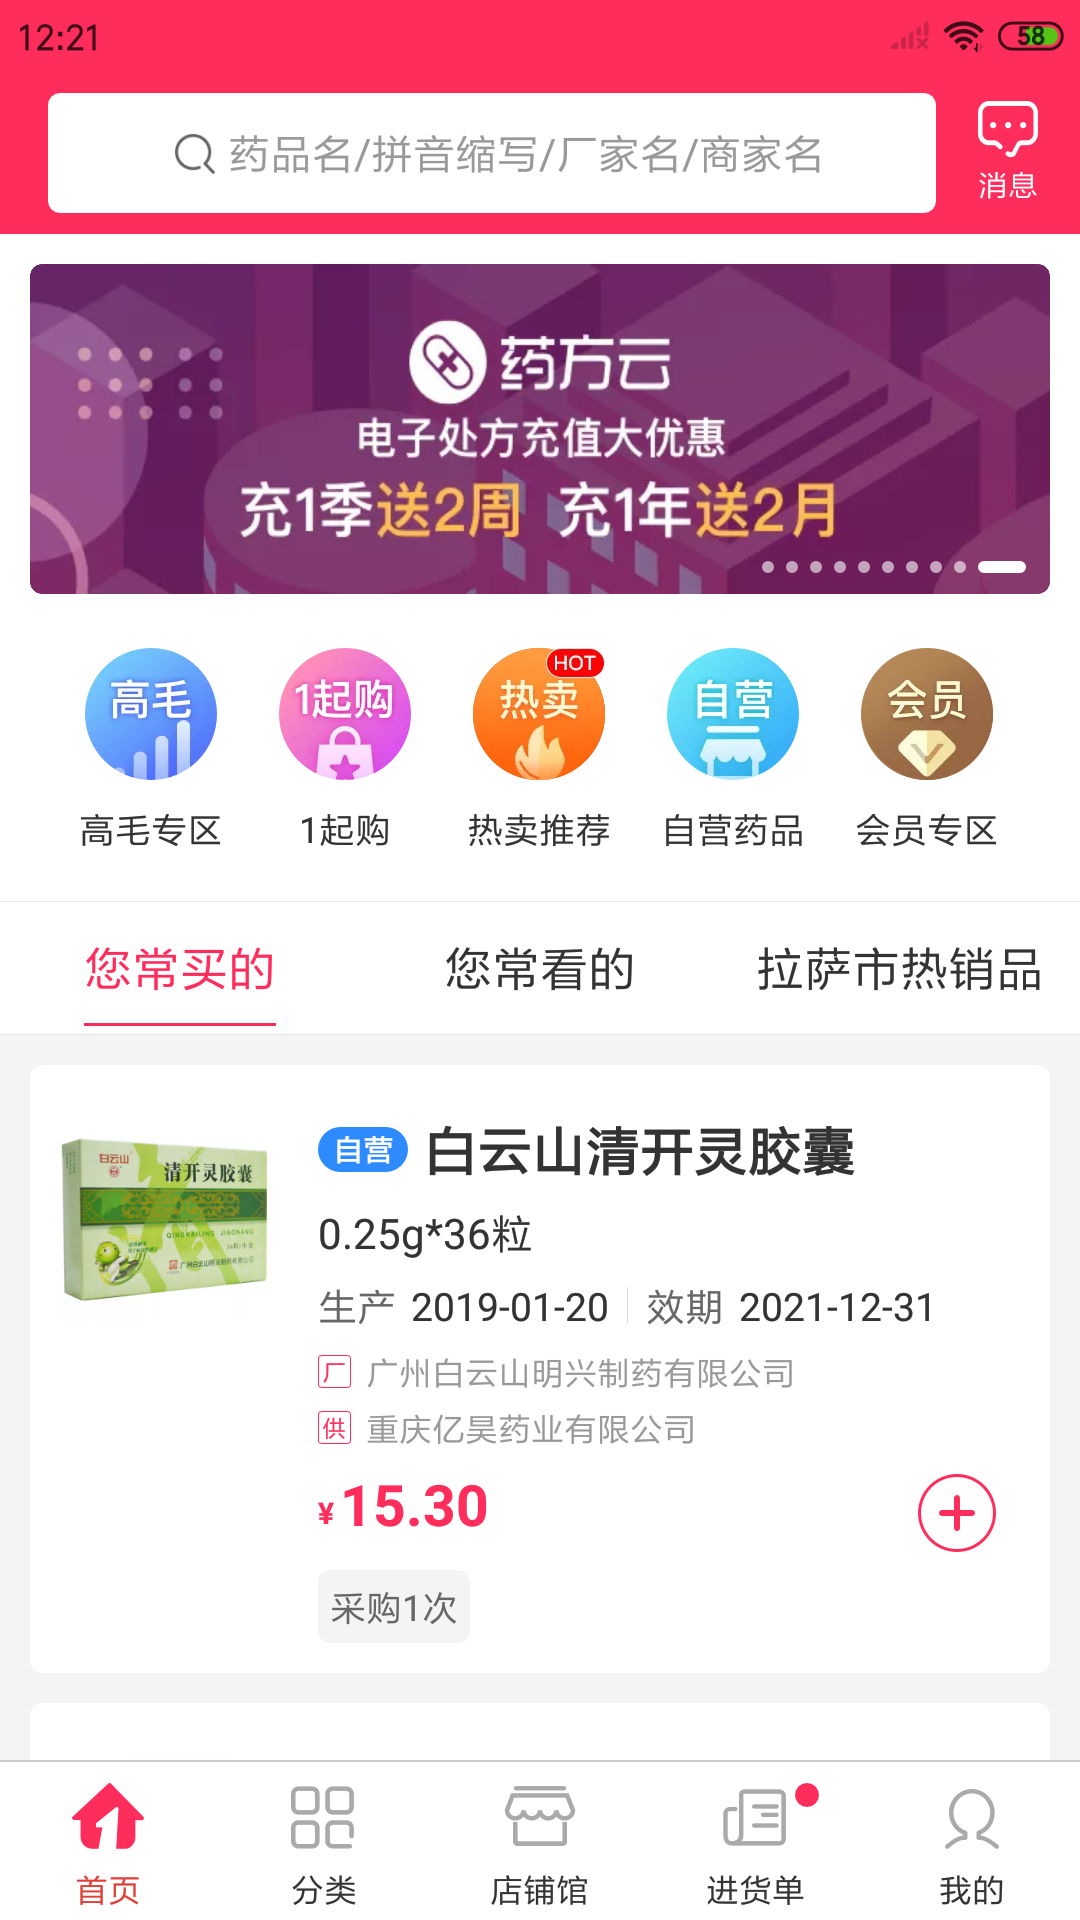 12:21
58
药品名/拼音缩写/厂家名/商家名
消息
药方云
电子处方充值大优惠
充1季送2周 充1年送2月
高毛 1起购 热卖 HOT 自营 会员
高毛专区 1起购 热卖推荐 自营药品 会员专区
您常买的 您常看的 拉萨市热销品
自营 白云山清开灵胶囊
白云山
清开灵胶囊
QINGKAILING JIAONANG
0.25g*36粒
生产 2019-01-20 效期 2021-12-31
厂 广州白云山明兴制药有限公司
供 重庆亿昊药业有限公司
¥15.30
采购1次
首页 分类 店铺馆 进货单 我的